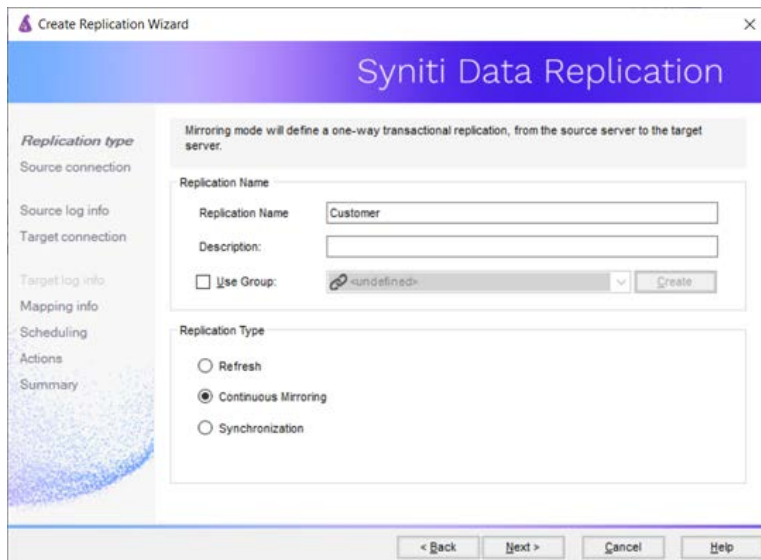 Create Replication Wizard
Syniti Data Replication
Replication type
Source connection
Source log info
Target connection
Target log info
Mapping info
Scheduling
Actions
Summary
Mirroring mode will define a one-way transactional replication, from the source server to the target
server.
Replication Name
Replication Name
Customer
Description:
Use Group:
<undefined>
Create
Replication Type
Refresh
Continuous Mirroring
Synchronization
< Back
Next >
Cancel
Help